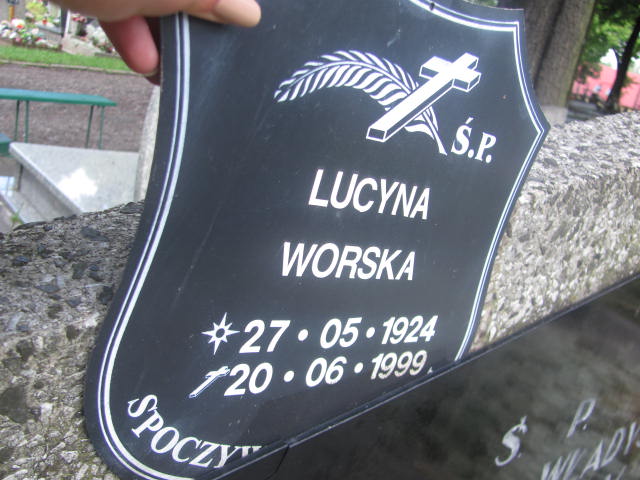 Ś.P.
LUCYNA
WORSKA
27 • 05 • 1924
20 • 06 • 1999
Ś. P.